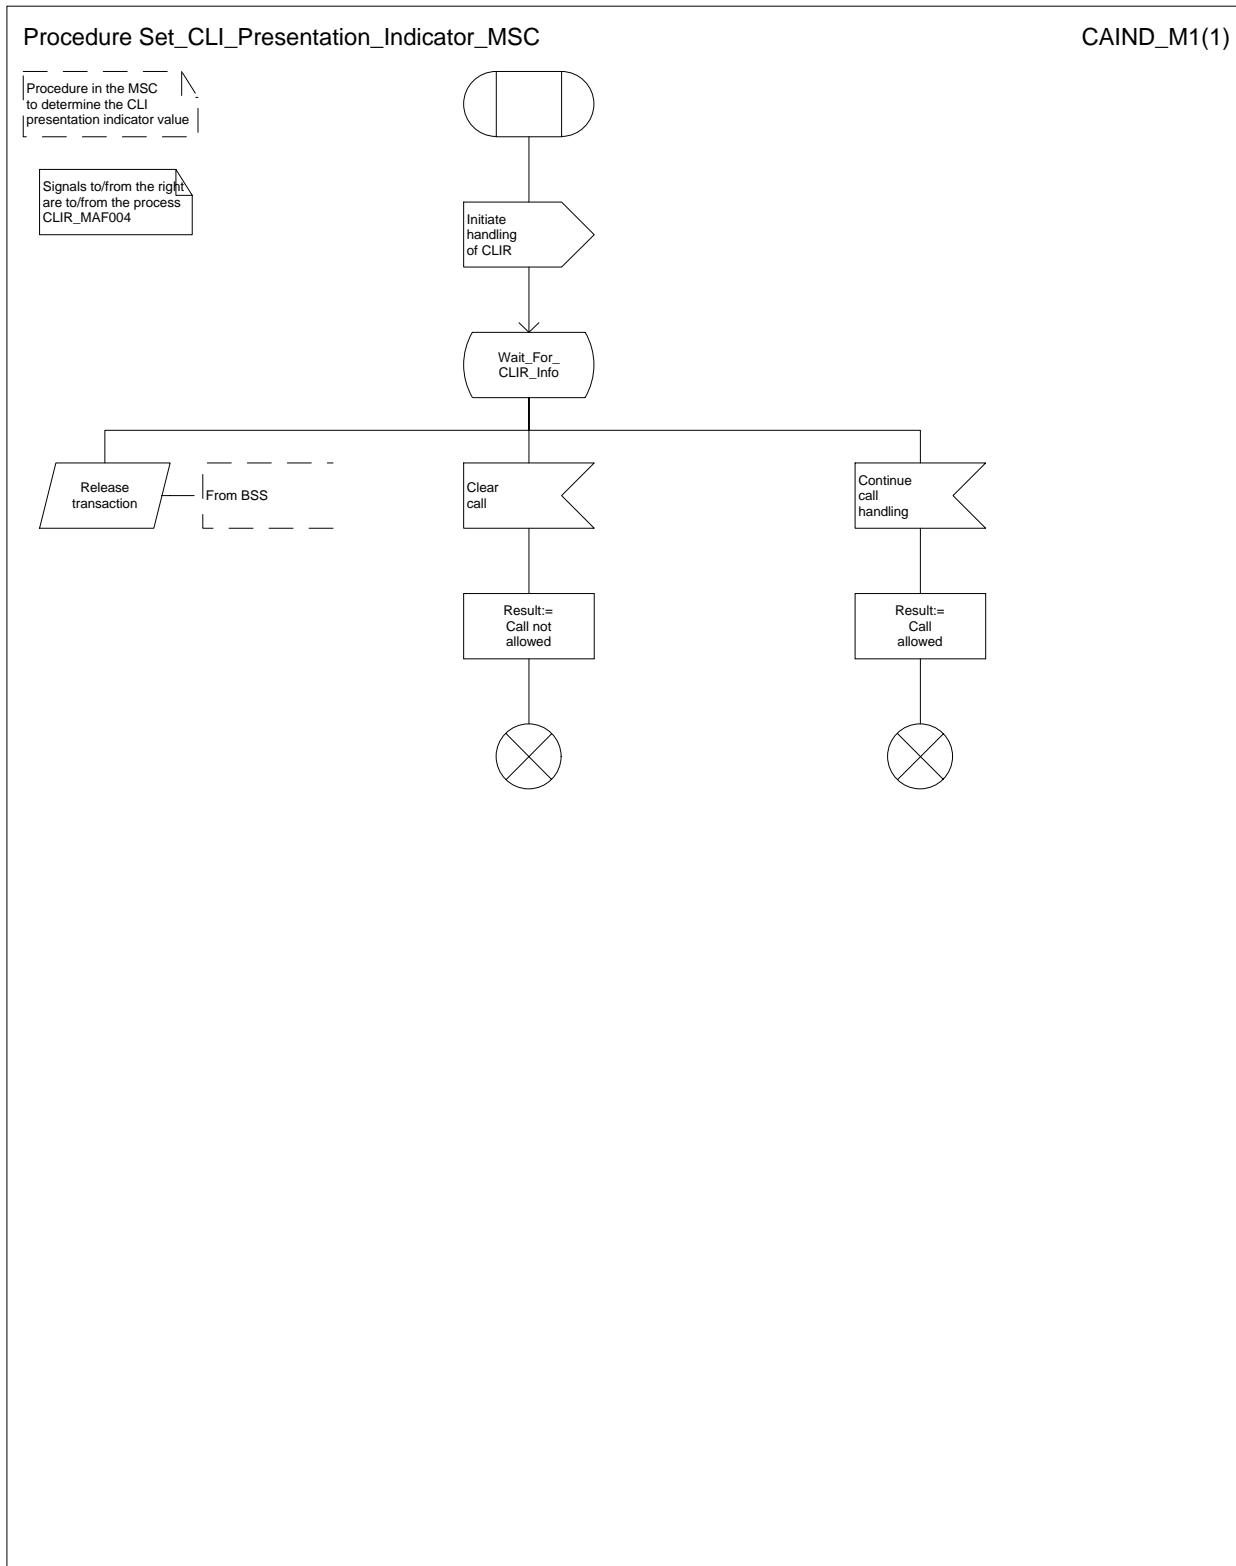 Procedure Set_CLI_Presentation_Indicator_MSC
CAIND_M1(1)
Procedure in the MSC
to determine the CLI
presentation indicator value
Signals to/from the right
are to/from the process
CLIR_MAF004
Initiate
handling
of CLIR
Wait_For_
CLIR_Info
Release
transaction
From BSS
Clear
call
Continue
call
handling
Result:=
Call not
allowed
Result:=
Call
allowed